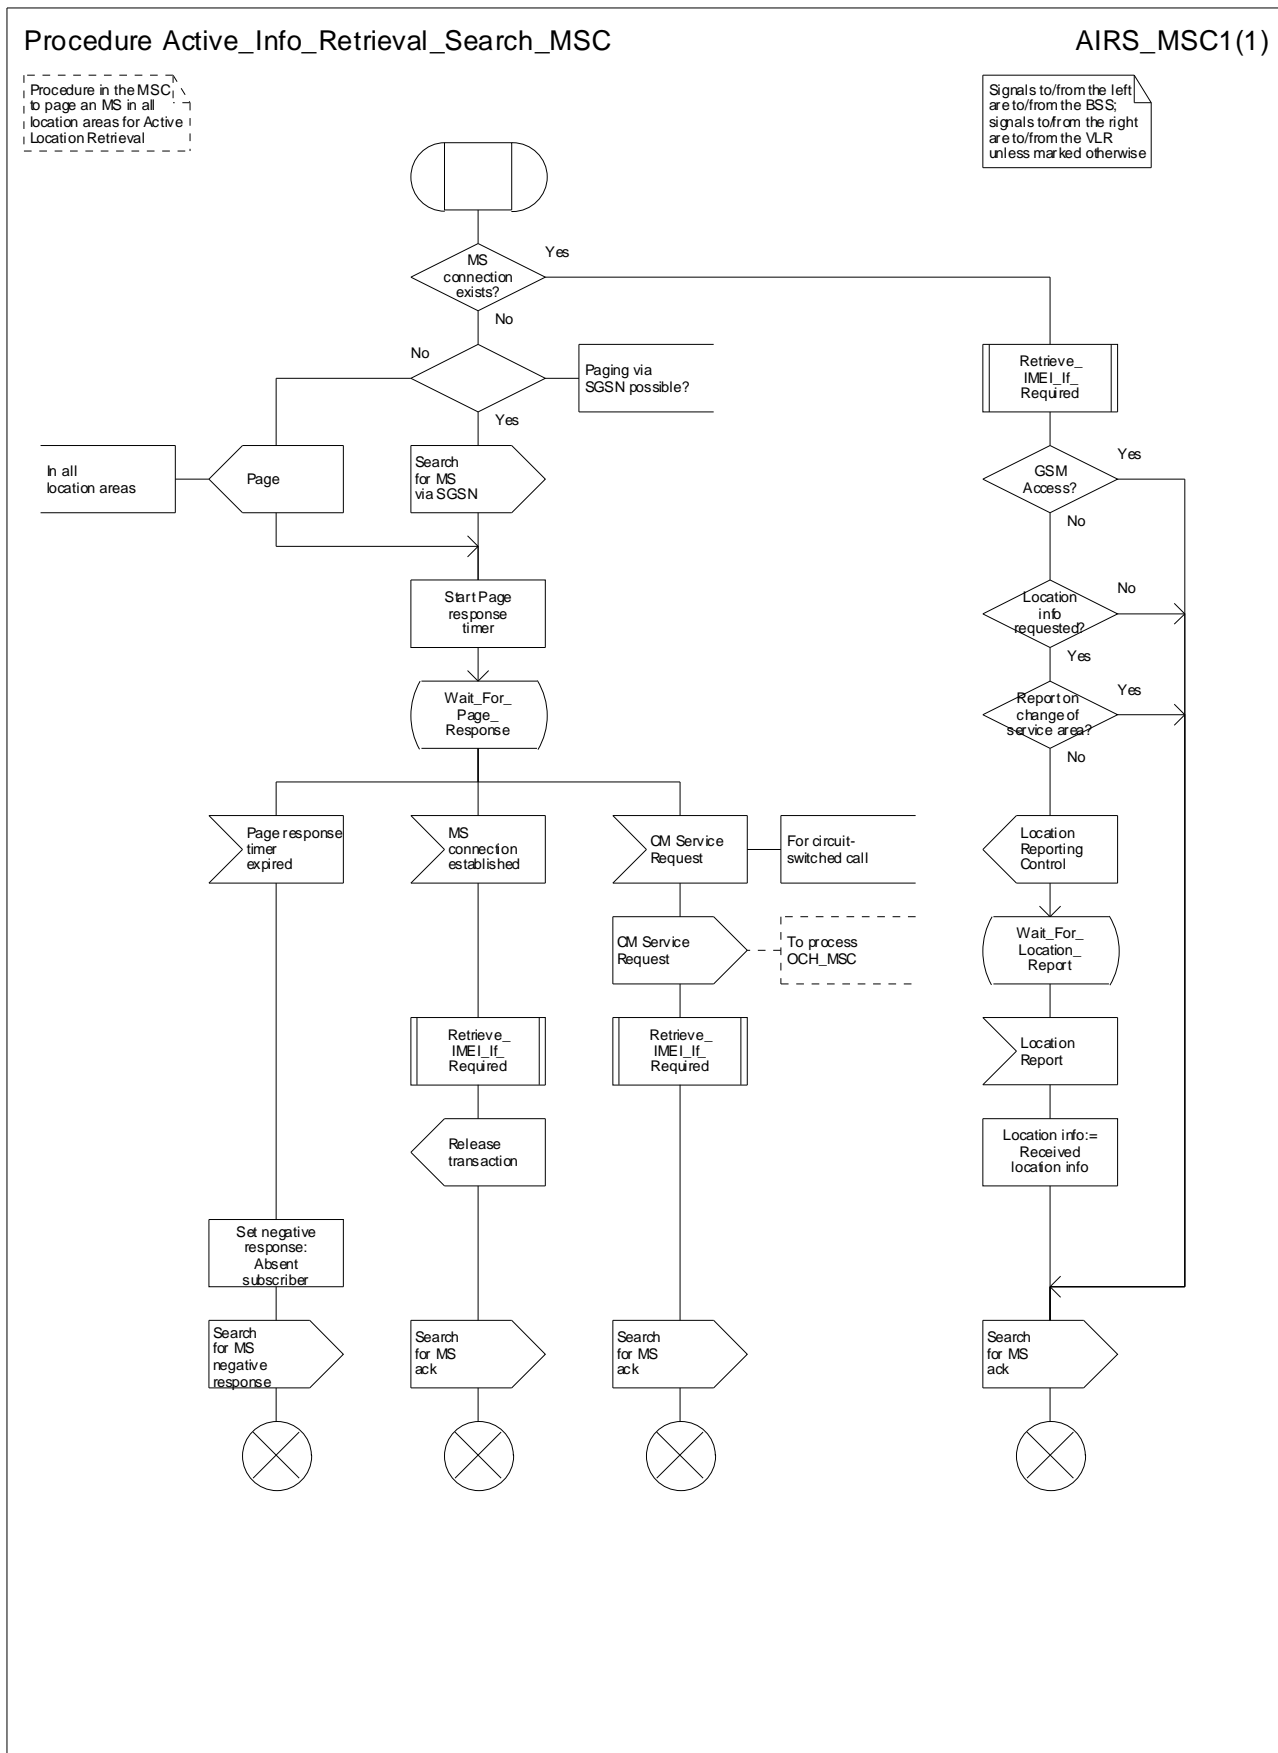 Procedure Active_Info_Retrieval_Search_MSC
AIRS_MSC1(1)
Procedure in the MSC
to page an MS in all
location areas for Active
Location Retrieval
Signals to/from the left
are to/from the BSS;
signals to/from the right
are to/from the VLR
unless marked otherwise
MS
connection
exists?
Yes
No
No
Paging via
SGSN possible?
Yes
Retrieve_
IMEI_If_
Required
In all
location areas
Page
Search
for MS
via SGSN
GSM
Access?
Yes
No
Start Page
response
timer
Location
info
requested?
No
Yes
Wait_For_
Page_
Response
Report on
change of
service area?
Yes
No
Page response
timer
expired
MS
connection
established
CM Service
Request
For circuit-
switched call
Location
Reporting
Control
CM Service
Request
To process
OCH_MSC
Wait_For_
Location_
Report
Retrieve_
IMEI_If_
Required
Retrieve_
IMEI_If_
Required
Location
Report
Release
transaction
Location info:=
Received
location info
Set negative
response:
Absent
subscriber
Search
for MS
negative
response
Search
for MS
ack
Search
for MS
ack
Search
for MS
ack